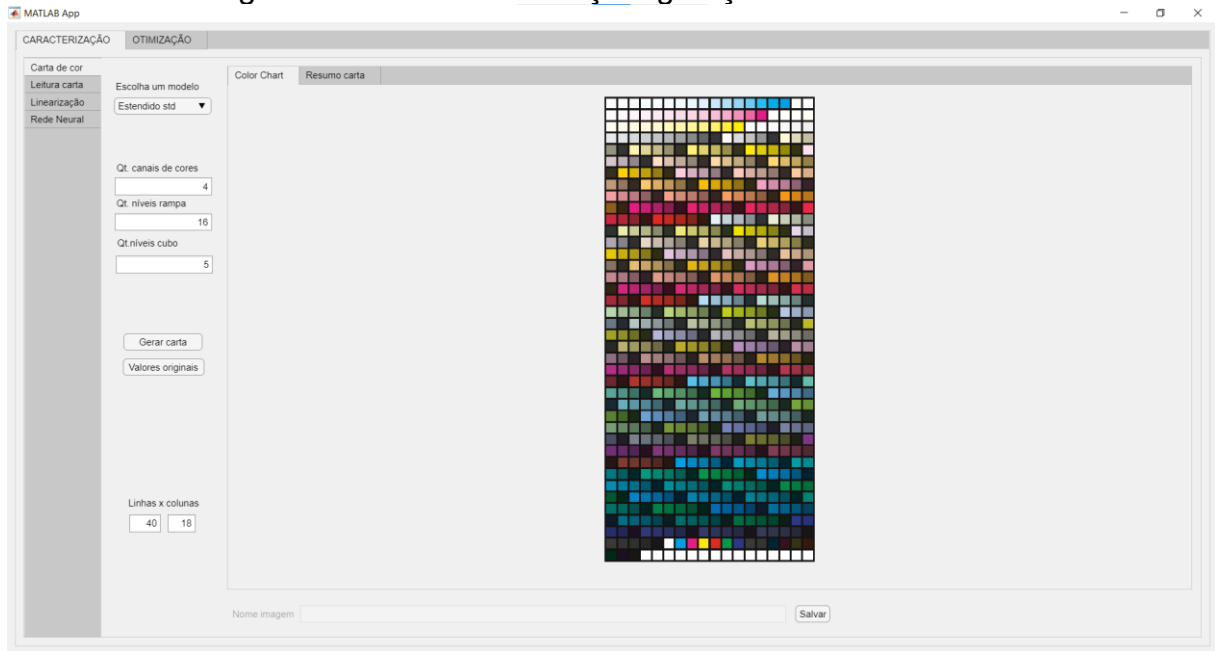 MATLAB App
CARACTERIZAÇÃO OTIMIZAÇÃO
Carta de cor
Leitura carta
Linearização
Rede Neural
Escolha um modelo
Estendido std
Qt. canais de cores
4
Qt. níveis rampa
16
Qt.níveis cubo
5
Gerar carta
Valores originais
Linhas x colunas
40 18
Color Chart Resumo carta
Nome imagem Salvar